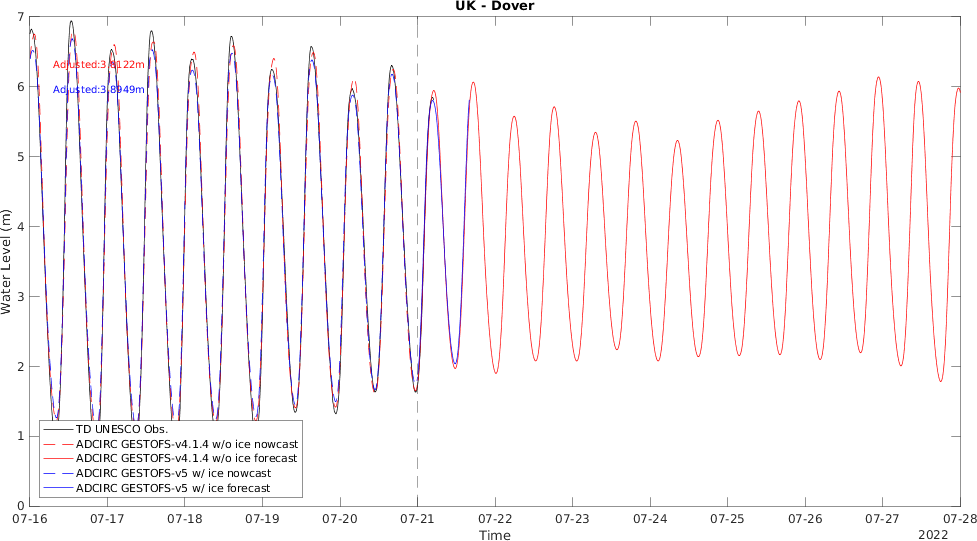 UK - Dover
7
6
5
4
3
2
1
0
Water Level (m)
Adjusted:3.8122m
Adjusted:3.8949m
TD UNESCO Obs.
ADCIRC GESTOFS-v4.1.4 w/o ice nowcast
ADCIRC GESTOFS-v4.1.4 w/o ice forecast
ADCIRC GESTOFS-v5 w/ ice nowcast
ADCIRC GESTOFS-v5 w/ ice forecast
07-16 07-17 07-18 07-19 07-20 07-21 07-22 07-23 07-24 07-25 07-26 07-27 07-28
Time
2022